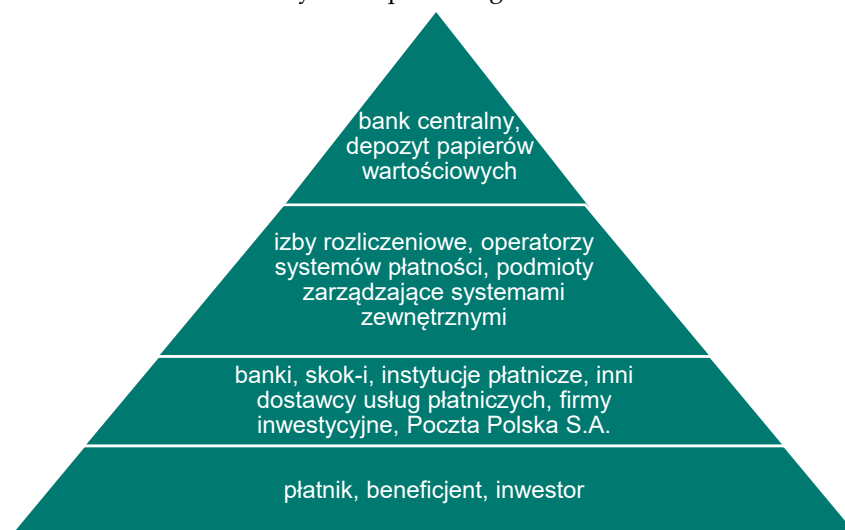 bank centralny,
depozyt papierów
wartościowych
izby rozliczeniowe, operatorzy
systemów płatności, podmioty
zarządzające systemami
zewnętrznymi
banki, skok-i, instytucje płatnicze, inni
dostawcy usług płatniczych, firmy
inwestycyjne, Poczta Polska S.A.
płatnik, beneficjent, inwestor